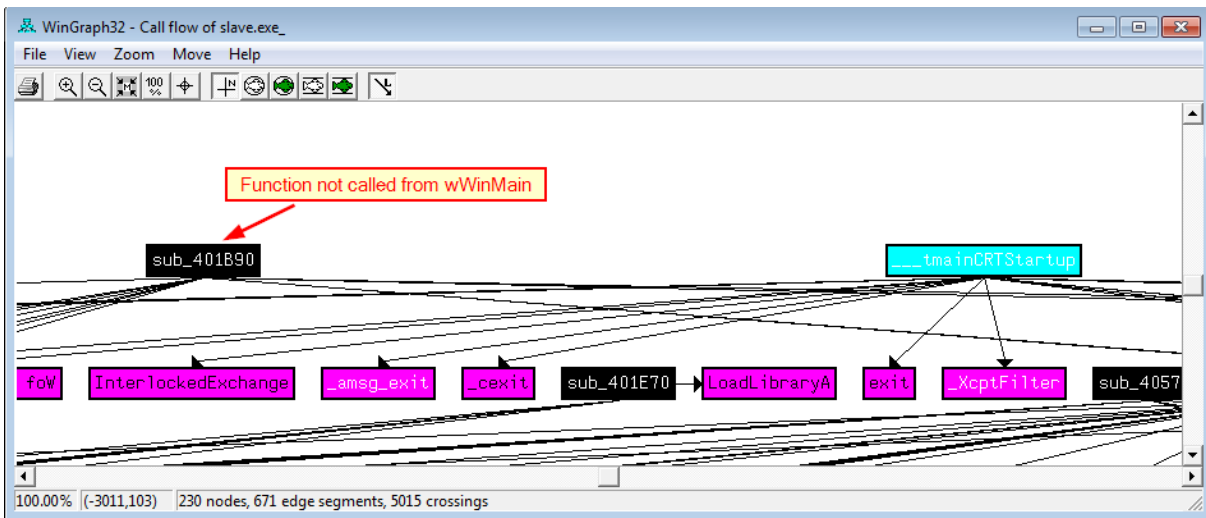 WinGraph32 - Call flow of slave.exe_
File View Zoom Move Help
100 %
N
Function not called from wWinMain
sub_401B90
___tmainCRTStartup
foW InterlockedExchange _amsg_exit _cexit sub_401E70 LoadLibraryA exit _XcptFilter sub_4057
100.00% (-3011,103) 230 nodes, 671 edge segments, 5015 crossings